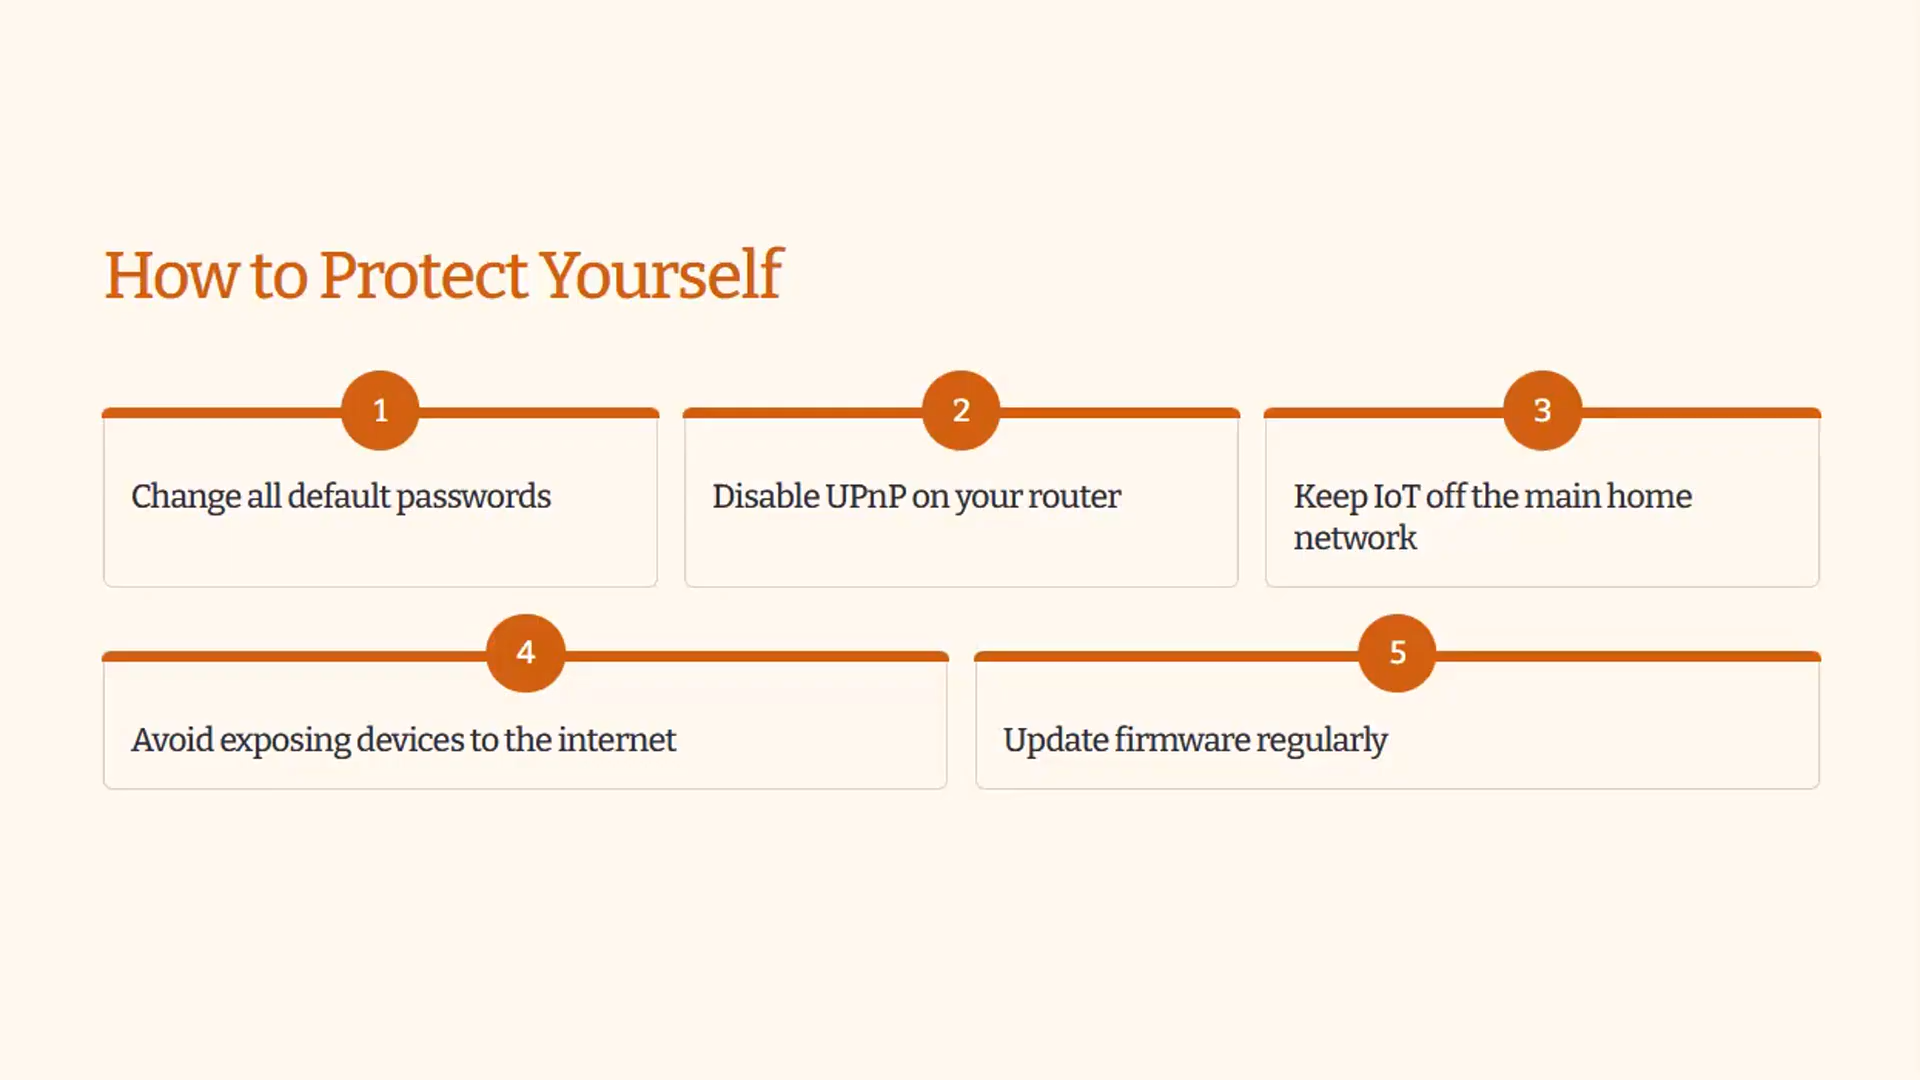 How to Protect Yourself
1
Change all default passwords
2
Disable UPnP on your router
3
Keep IoT off the main home
network
4
Avoid exposing devices to the internet
5
Update firmware regularly